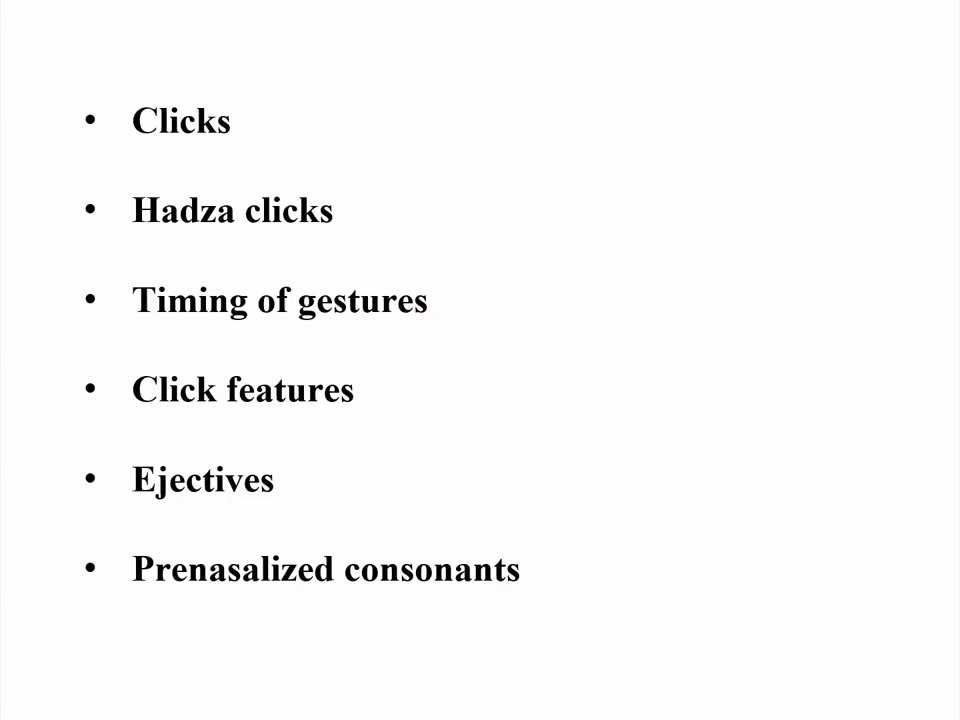 • Clicks
• Hadza clicks
• Timing of gestures
• Click features
• Ejectives
• Prenasalized consonants